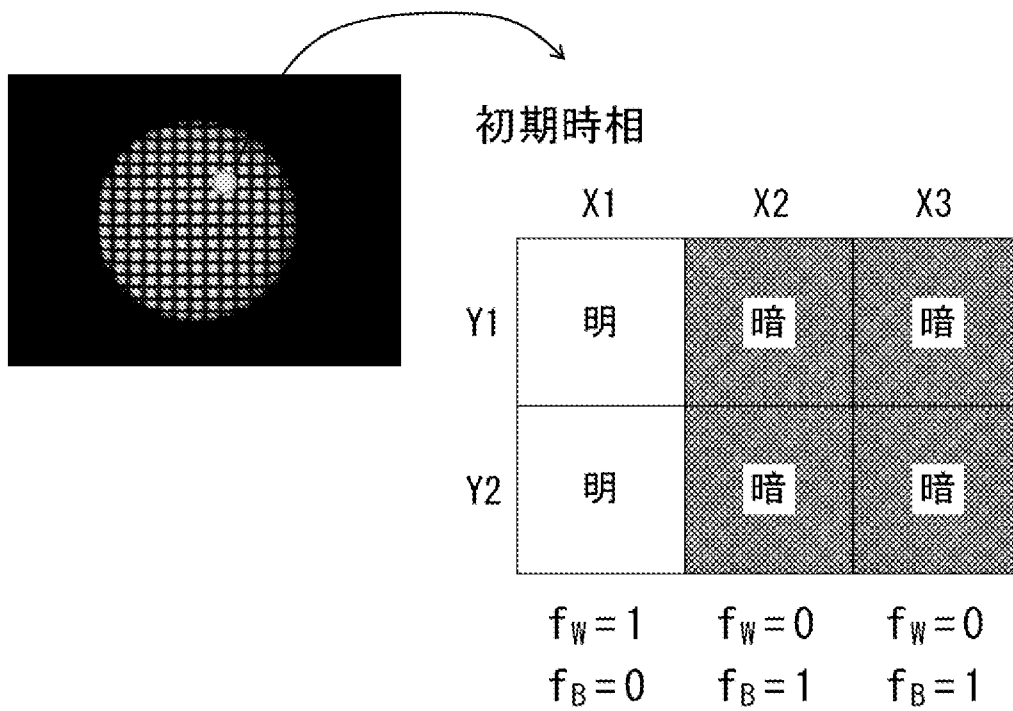 初期時相
X1 X2 X3
Y1 明 暗 暗
Y2 明 暗 暗
f_W=1 f_W=0 f_W=0
f_B=0 f_B=1 f_B=1